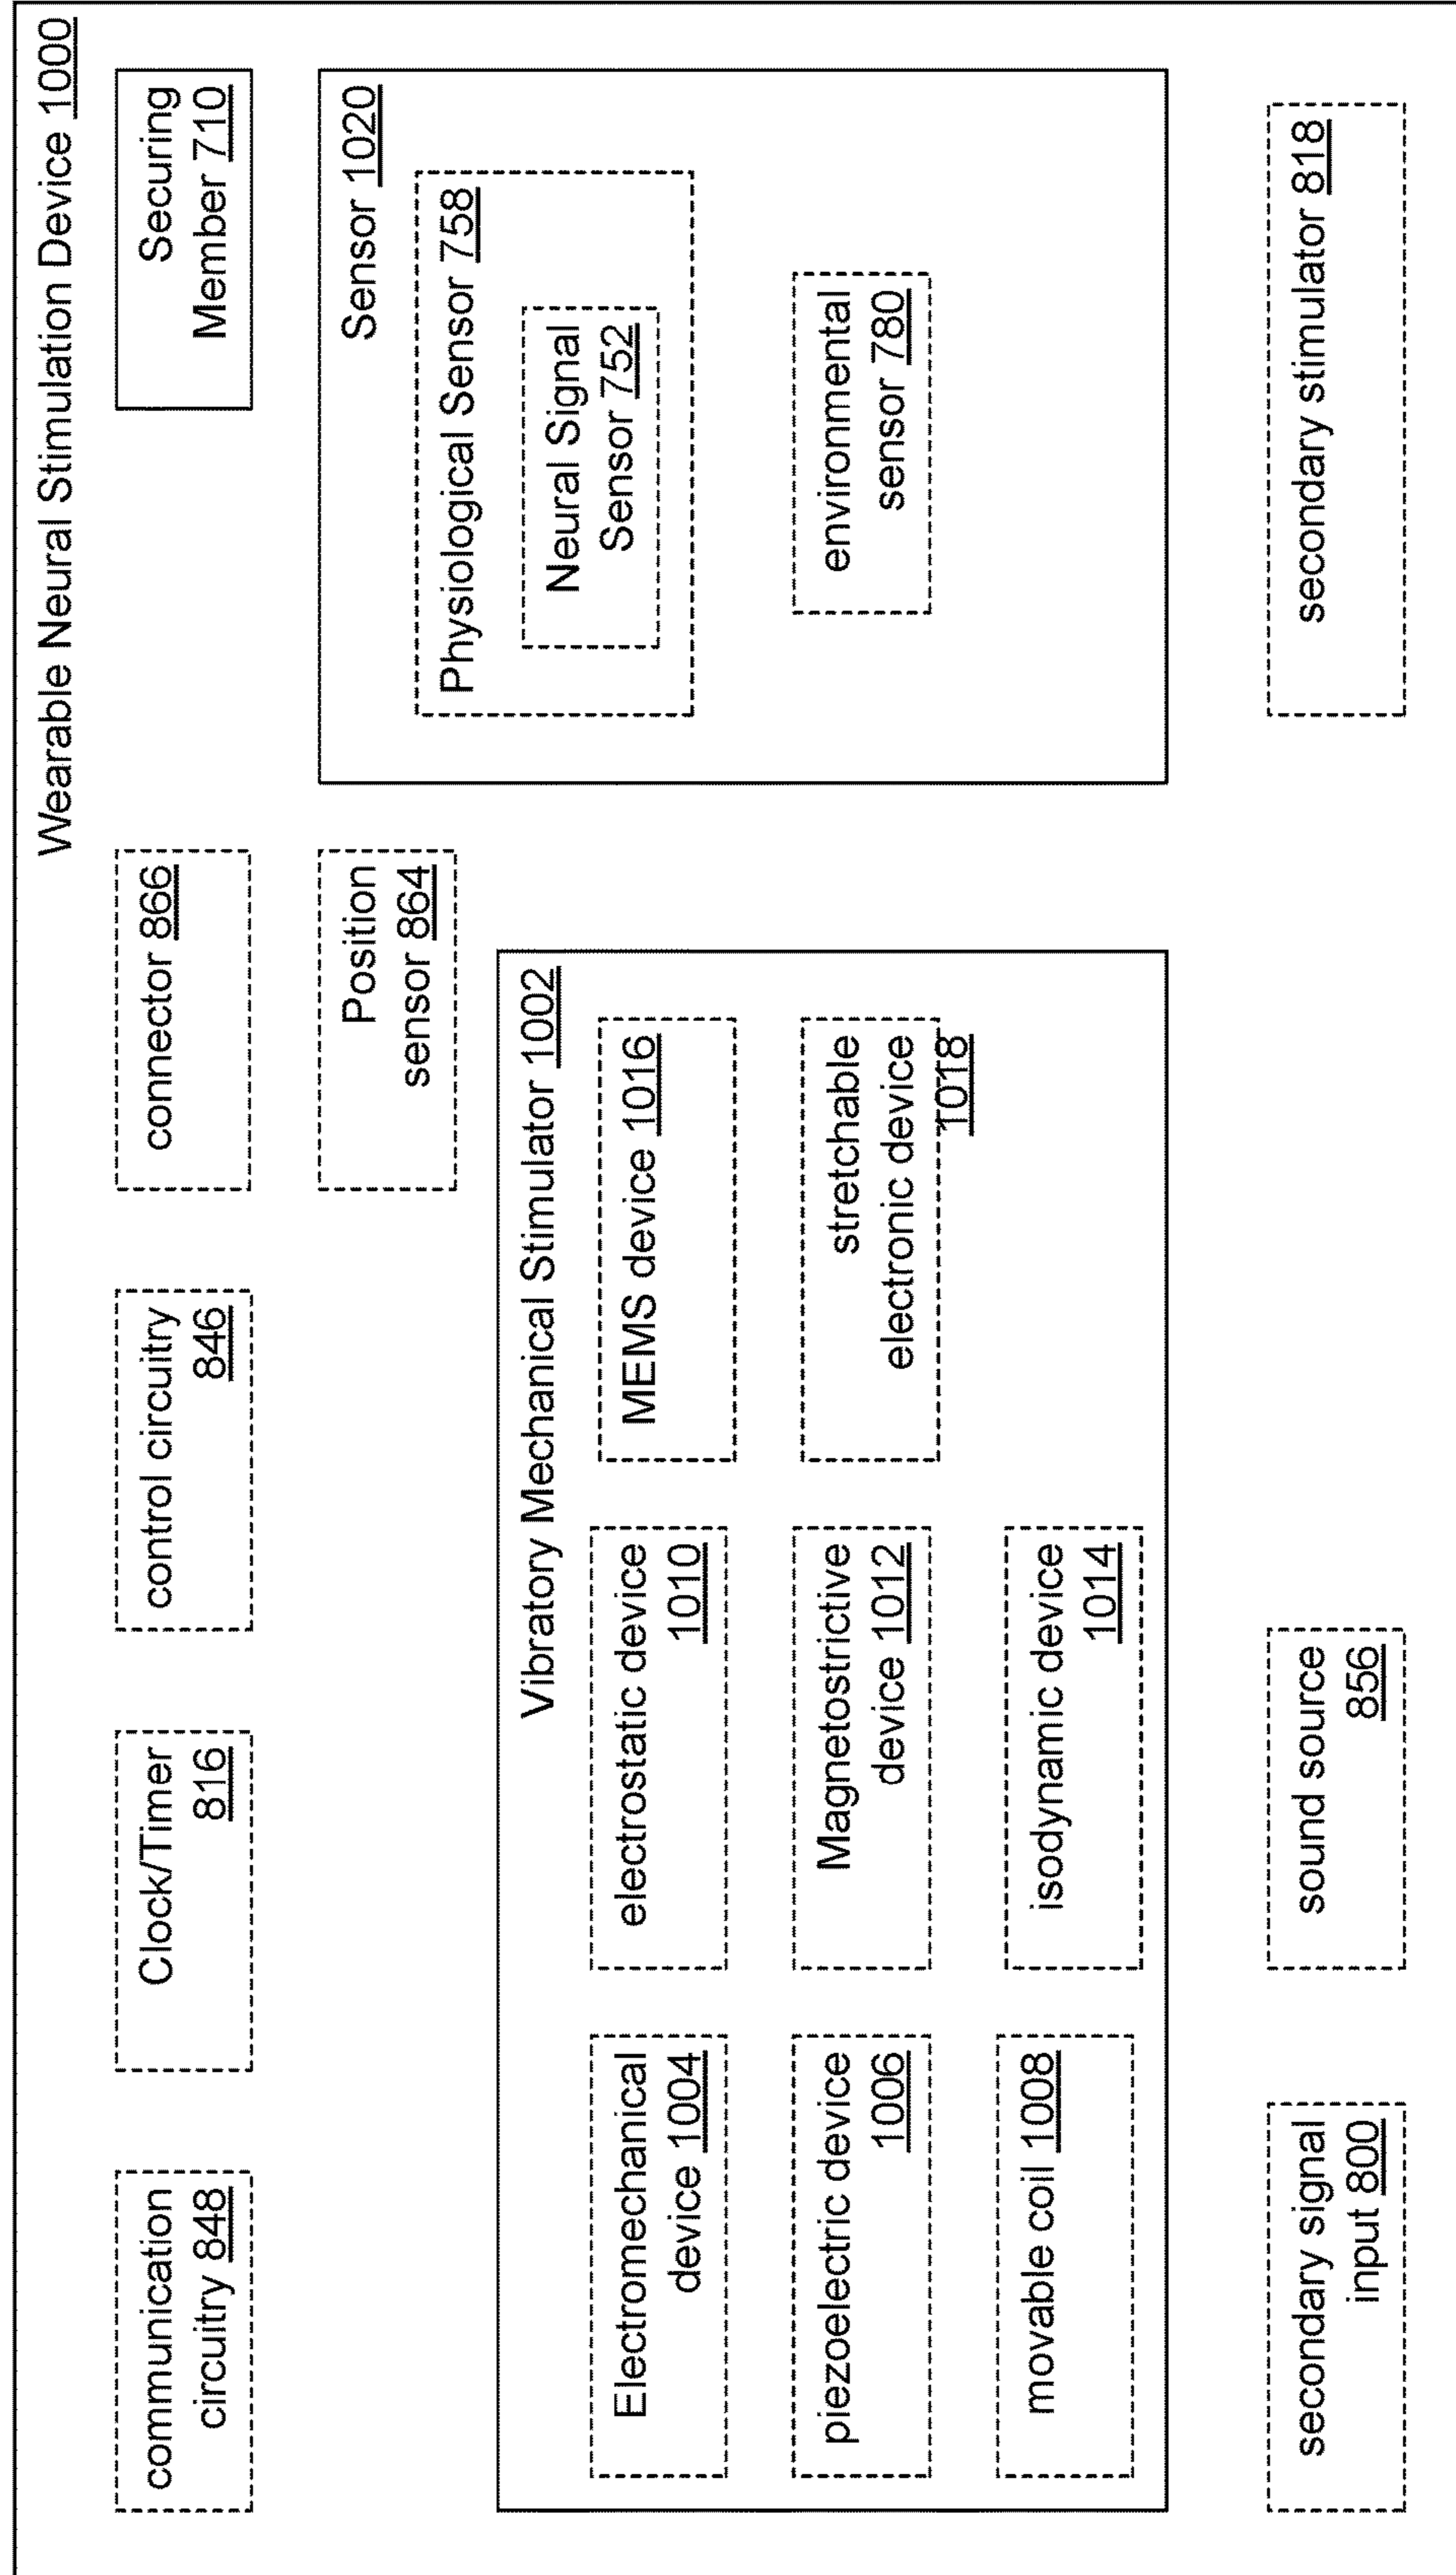 Wearable Neural Stimulation Device 1000
communication
circuitry 848
Clock/Timer
816
control circuitry
846
connector 866
Securing
Member 710
Position
sensor 864
Sensor 1020
Physiological Sensor 758
Neural Signal
Sensor 752
environmental
sensor 780
Vibratory Mechanical Stimulator 1002
Electromechanical
device 1004
electrostatic device
1010
MEMS device 1016
piezoelectric device
1006
Magnetostrictive
device 1012
stretchable
electronic device
1018
movable coil 1008
isodynamic device
1014
secondary signal
input 800
sound source
856
secondary stimulator 818